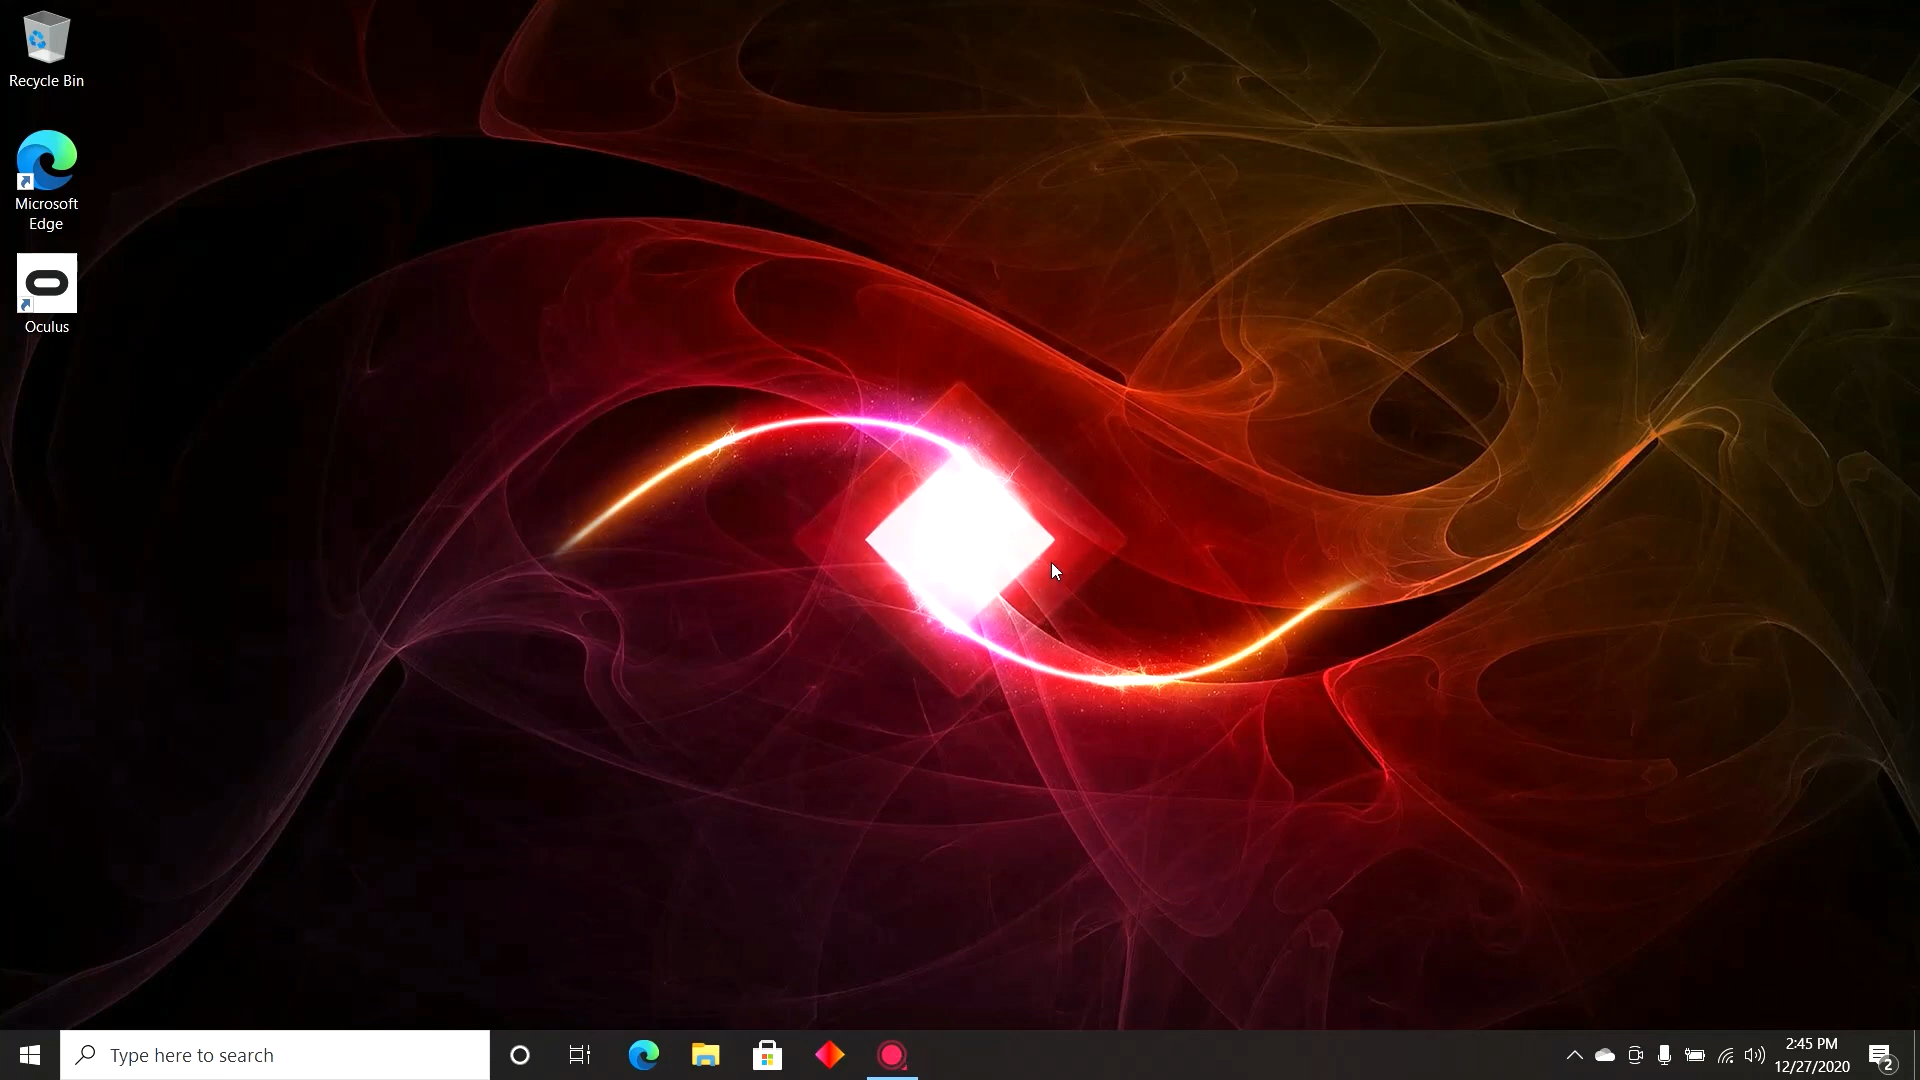 Recycle Bin
Microsoft
Edge
Oculus
Type here to search
2:45 PM
12/27/2020
2